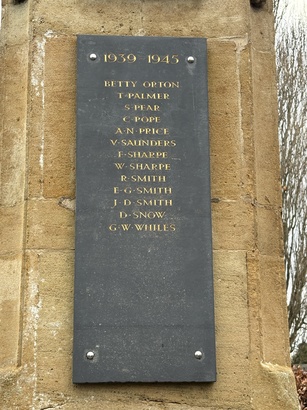 1939-1945
BETTY ORTON
T·PALMER
S·PEAR
C·POPE
A·N·PRICE
V·SAUNDERS
F·SHARPE
W·SHARPE
R·SMITH
E·G·SMITH
J·D·SMITH
D·SNOW
G·W·WHILES